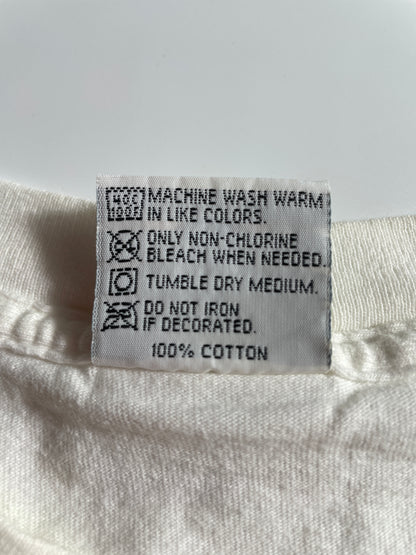 40C MACHINE WASH WARM
100F IN LIKE COLORS.
ONLY NON-CHLORINE
BLEACH WHEN NEEDED.
TUMBLE DRY MEDIUM.
DO NOT IRON
IF DECORATED.
100% COTTON